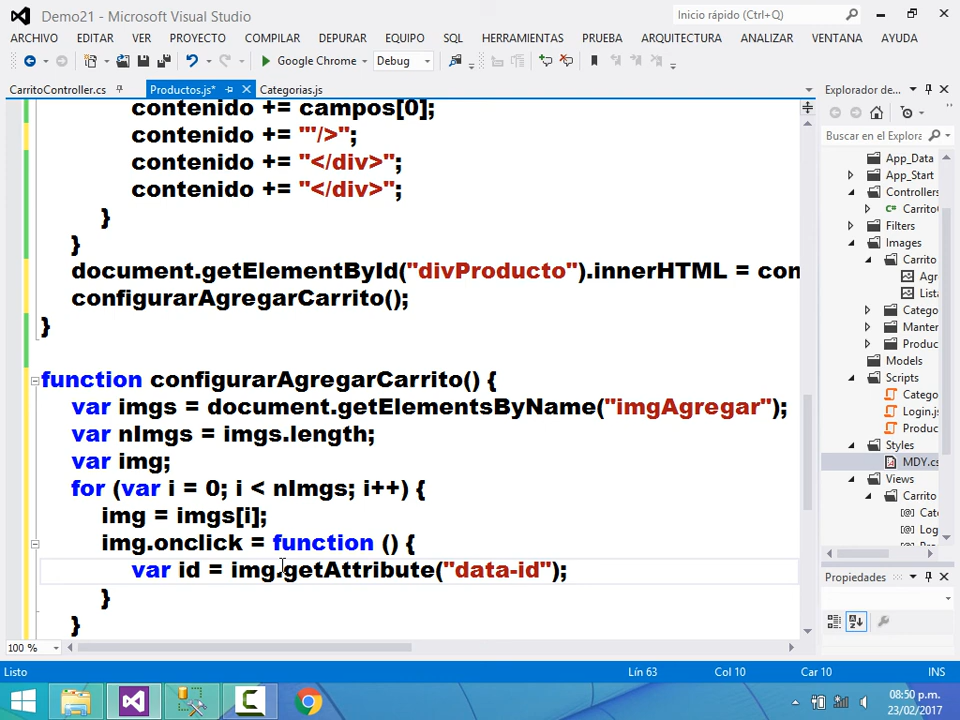 Demo21 - Microsoft Visual Studio
Inicio rápido (Ctrl+Q)
ARCHIVO EDITAR VER PROYECTO COMPILAR DEPURAR EQUIPO SQL HERRAMIENTAS PRUEBA ARQUITECTURA ANALIZAR VENTANA AYUDA
Google Chrome Debug
CarritoController.cs Productos.js* Categorias.js
contenido += campos[0];
contenido += "'/>";
contenido += "</div>";
contenido += "</div>";
}
}
document.getElementById("divProducto").innerHTML = con
configurarAgregarCarrito();
}
function configurarAgregarCarrito() {
var imgs = document.getElementsByName("imgAgregar");
var nImgs = imgs.length;
var img;
for (var i = 0; i < nImgs; i++) {
img = imgs[i];
img.onclick = function () {
var id = img.getAttribute("data-id");
}
}
100 %
Explorador de...
Buscar en el Explora
App_Data
App_Start
Controllers
Carrito
Filters
Images
Carrito
Agr
Lista
Catego
Manter
Produc
Models
Scripts
Catego
Login.js
Produc
Styles
MDY.cs
Views
Carrito
Cate
Log
Propiedades
Listo Lín 63 Col 10 Car 10 INS
08:50 p.m.
23/02/2017